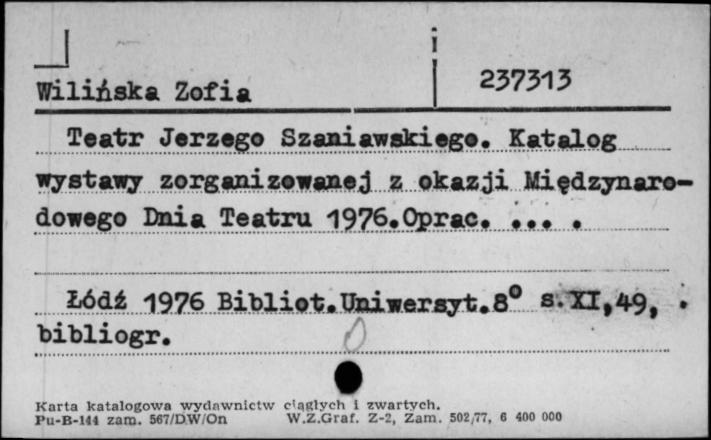 237313
Wilińska Zofia
Teatr Jerzego Szaniawskiego. Katalog
wystawy zorganizowanej z okazji Międzynaro-
dowego Dnia Teatru 1976.Oprac. ... .
Łódź 1976 Bibliot.Uniwersyt.8° s.XI,49, .
bibliogr.
Karta katalogowa wydawnictw ciągłych i zwartych.
Pu-B-144 zam. 567/DW/On W.Z.Graf. Z-2, Zam. 502/77, 6 400 000